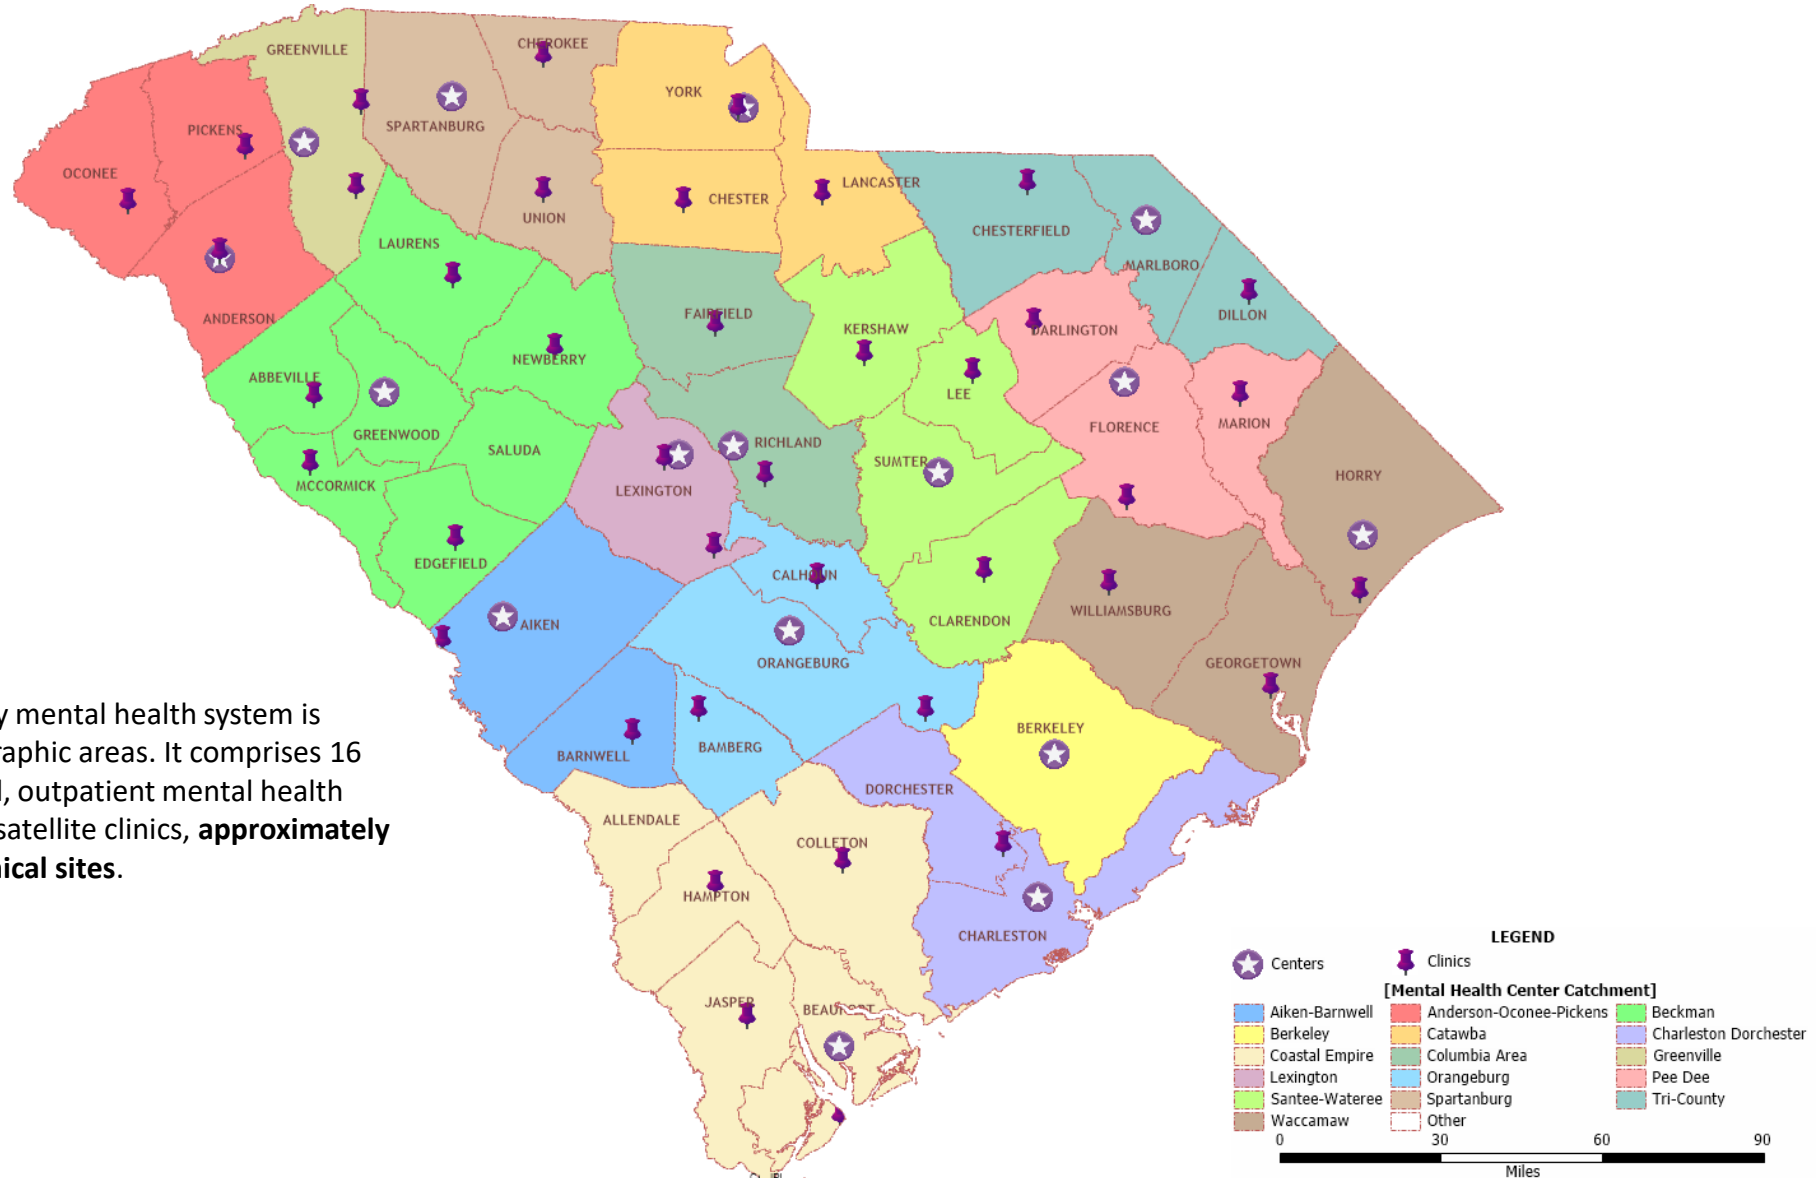 GREENVILLE
CHEROKEE
YORK
SPARTANBURG
PICKENS
OCONEE
LANCASTER
CHESTER
UNION
CHESTERFIELD
LAURENS
MARLBORO
FAIRFIELD
DILLON
ANDERSON
KERSHAW
DARLINGTON
NEWBERRY
ABBEVILLE
LEE
MARION
FLORENCE
GREENWOOD
RICHLAND
SALUDA
SUMTER
HORRY
MCCORMICK
LEXINGTON
EDGEFIELD
CALHOUN
WILLIAMSBURG
CLARENDON
AIKEN
ORANGEBURG
GEORGETOWN
BERKELEY
BAMBERG
BARNWELL
DORCHESTER
ALLENDALE
COLLETON
HAMPTON
CHARLESTON
JASPER
BEAUFORT
y mental health system is
raphic areas. It comprises 16
l, outpatient mental health
satellite clinics, approximately
nical sites.
LEGEND
Centers Clinics
[Mental Health Center Catchment]
Aiken-Barnwell Anderson-Oconee-Pickens Beckman
Berkeley Catawba Charleston Dorchester
Coastal Empire Columbia Area Greenville
Lexington Orangeburg Pee Dee
Santee-Wateree Spartanburg Tri-County
Waccamaw Other
0 30 60 90
Miles